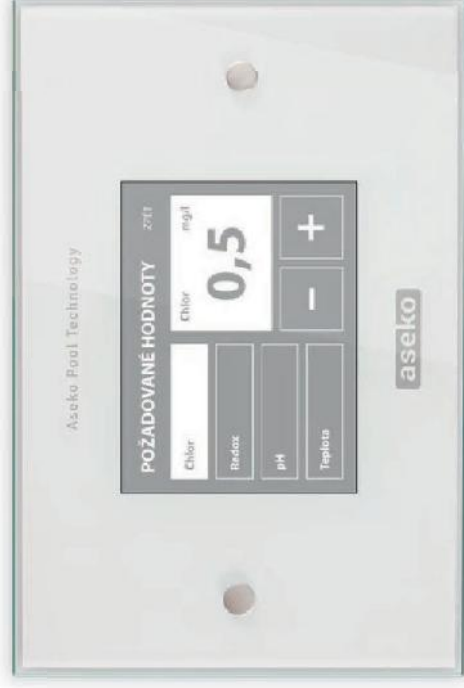 Aseko Pool Technology
POŽADOVANÉ HODNOTY
Chlor
Redox
pH
Teplota
Chlor mg/l
0,5
− +
aseko